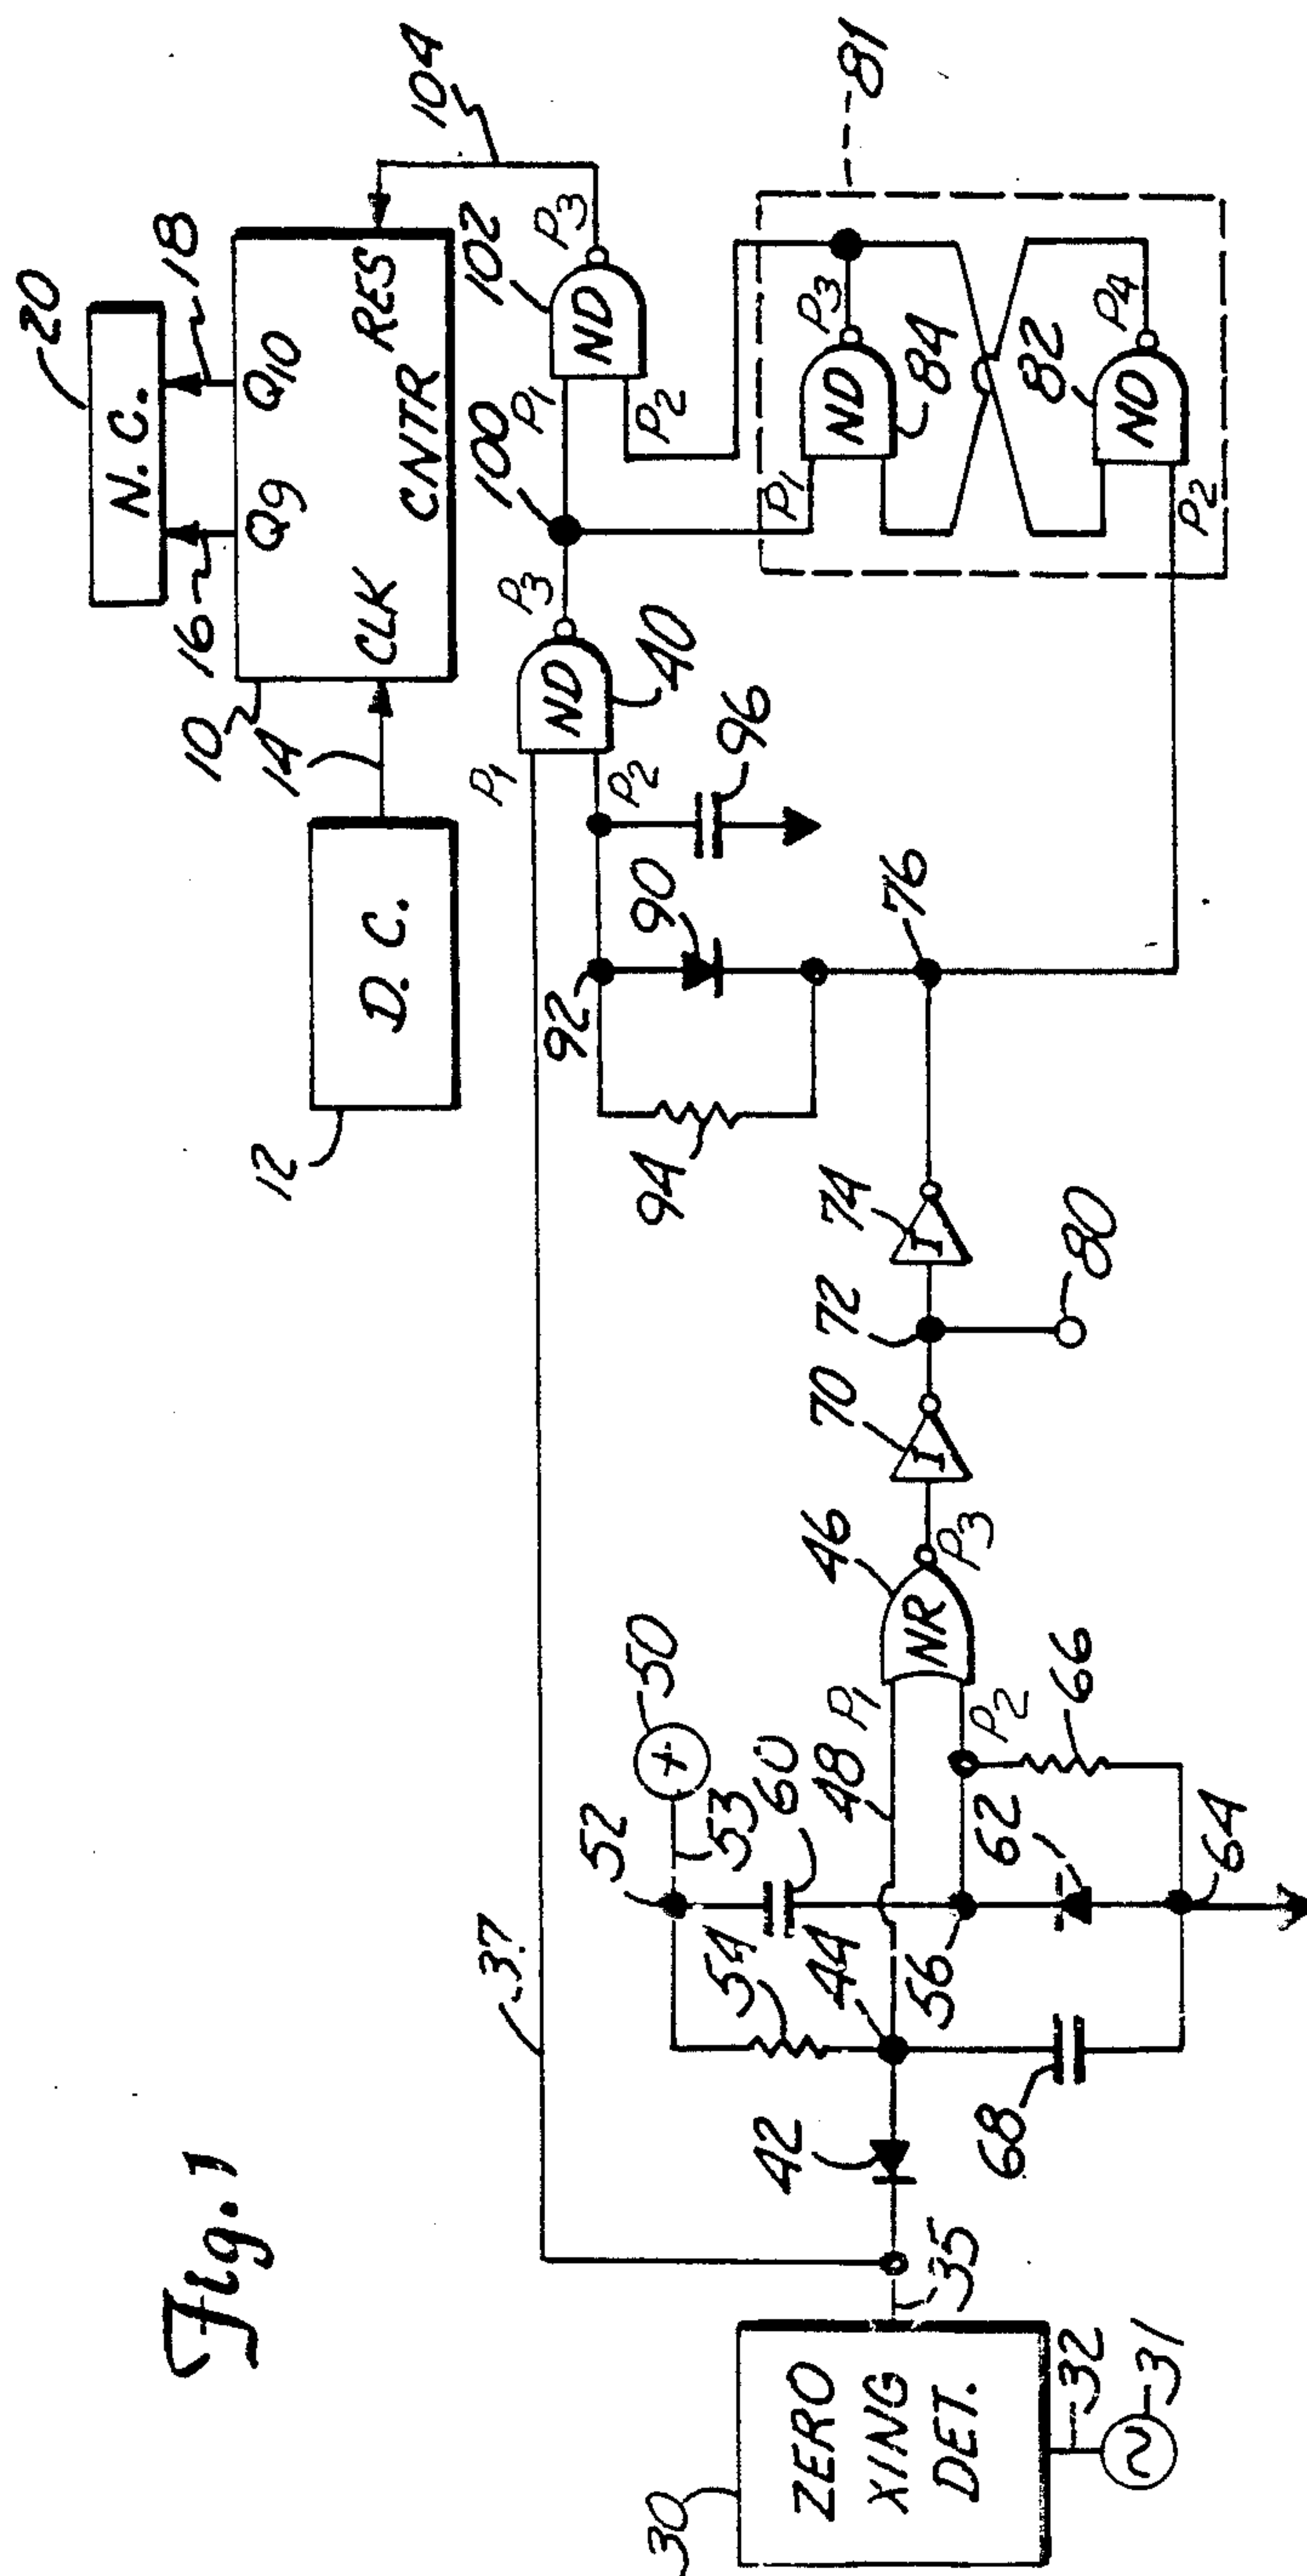 Fig. 1
20
N. C.
16
18
10
Q9
Q10
14
CLK
RES
CNTR
12
D. C.
104
102
P1
ND
P3
P2
100
37
P1
ND
P3
P2
40
92
90
96
94
76
81
P1
ND
P3
84
82
ND
P4
P2
52
50
+
53
54
60
44
48
P1
46
NR
P3
P2
70
I
72
74
I
80
56
62
66
64
42
68
35
30
ZERO
XING
DET.
32
31